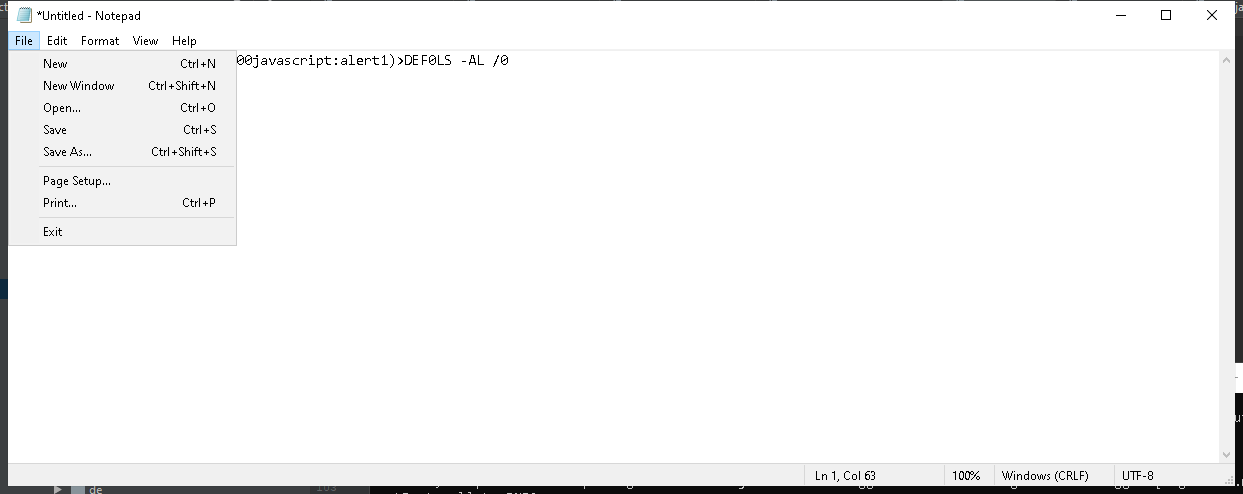 *Untitled - Notepad
File Edit Format View Help
00javascript:alert1)>DEF0LS -AL /0
New Ctrl+N
New Window Ctrl+Shift+N
Open... Ctrl+O
Save Ctrl+S
Save As... Ctrl+Shift+S
Page Setup...
Print... Ctrl+P
Exit
Ln 1, Col 63 100% Windows (CRLF) UTF-8
de 103